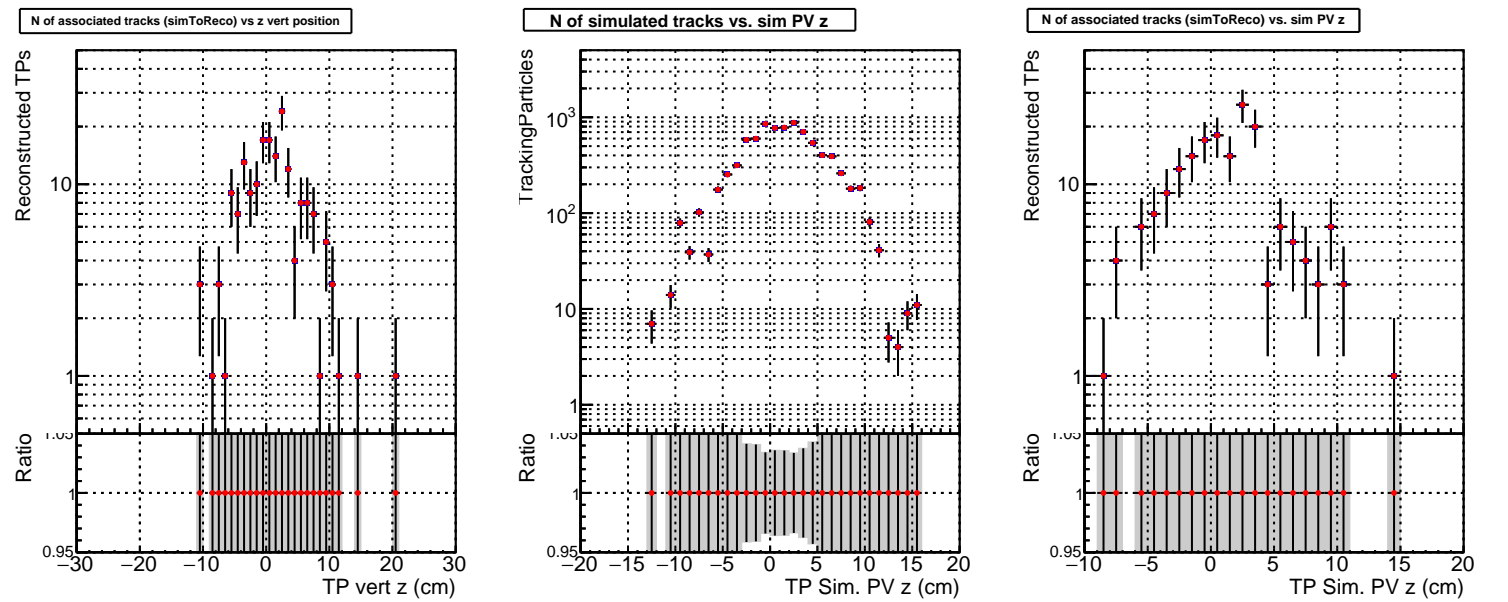 N of associated tracks (simToReco) vs z vert position
Reconstructed TPs
10
1
Ratio
1.05
1
0.95
−30 −20 −10 0 10 20 30
TP vert z (cm)
N of simulated tracks vs. sim PV z
TrackingParticles
10³
10²
10
1
Ratio
1.05
1
0.95
−20 −15 −10 −5 0 5 10 15 20
TP Sim. PV z (cm)
N of associated tracks (simToReco) vs. sim PV z
Reconstructed TPs
10
1
Ratio
1.05
1
0.95
−10 −5 0 5 10 15 20
TP Sim. PV z (cm)